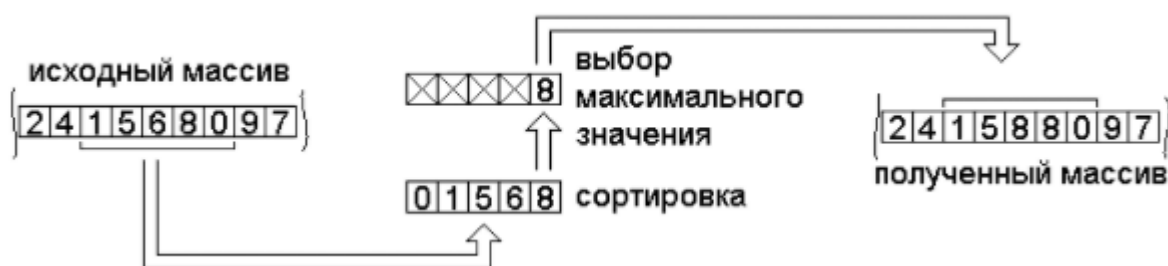 исходный массив
2 4 1 5 6 8 0 9 7
8
выбор
максимального
значения
0 1 5 6 8
сортировка
2 4 1 5 8 8 0 9 7
полученный массив